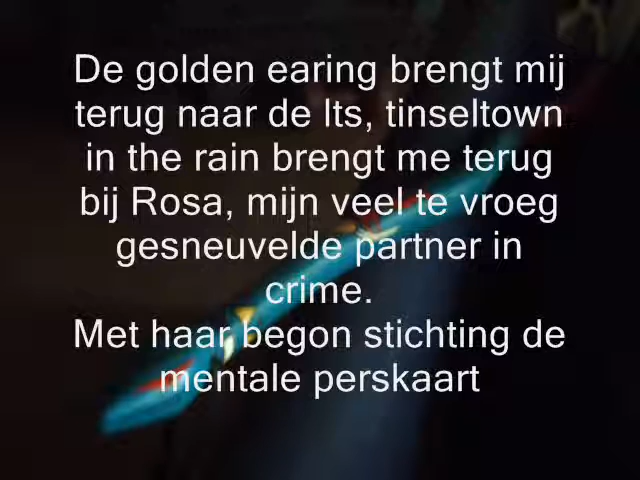 De golden earing brengt mij
terug naar de lts, tinseltown
in the rain brengt me terug
bij Rosa, mijn veel te vroeg
gesneuvelde partner in
crime.
Met haar begon stichting de
mentale perskaart